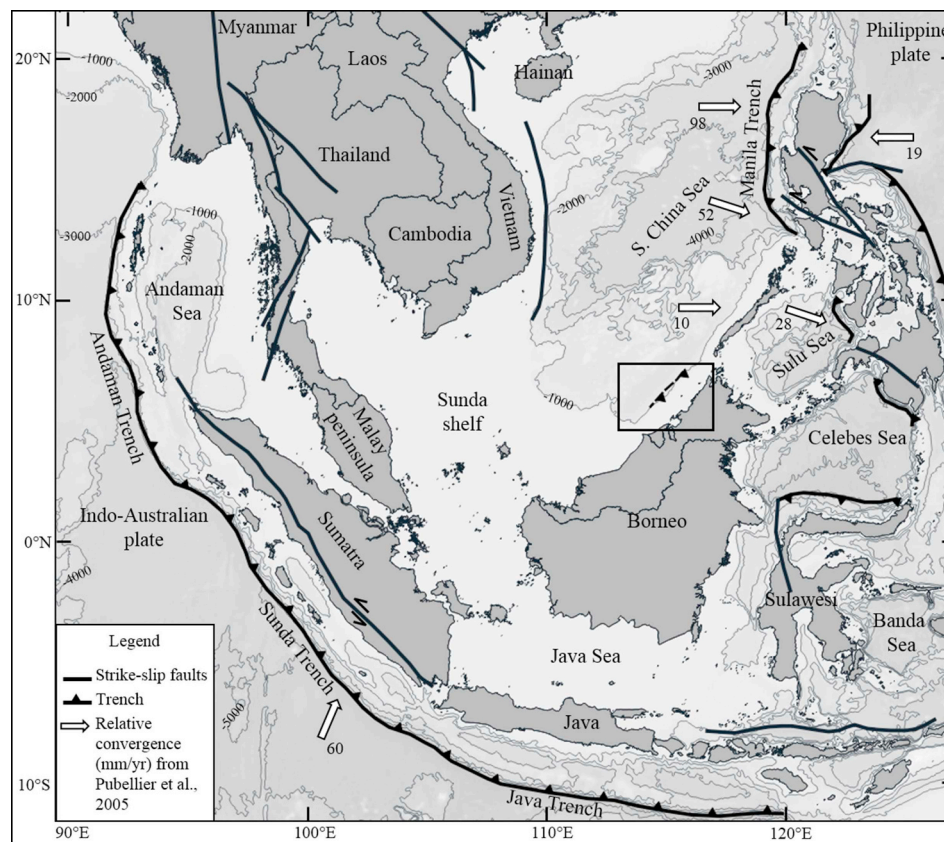 20°N
10°N
0°N
10°S
90°E
100°E
110°E
120°E
Myanmar
Laos
Hainan
Philippine
plate
-1000
-2000
-3000
Thailand
Vietnam
Cambodia
98
Manila Trench
19
S. China Sea
52
-2000
-4000
-3000
-1000
-2000
Andaman
Sea
10
28
Sulu Sea
-1000
Andaman Trench
Malay
peninsula
Sunda
shelf
Celebes Sea
Indo-Australian
plate
Sumatra
Borneo
-4000
Sulawesi
Banda
Sea
Sunda Trench
Java Sea
Java
-5000
60
Java Trench
Legend
Strike-slip faults
Trench
Relative
convergence
(mm/yr) from
Pubellier et al.,
2005